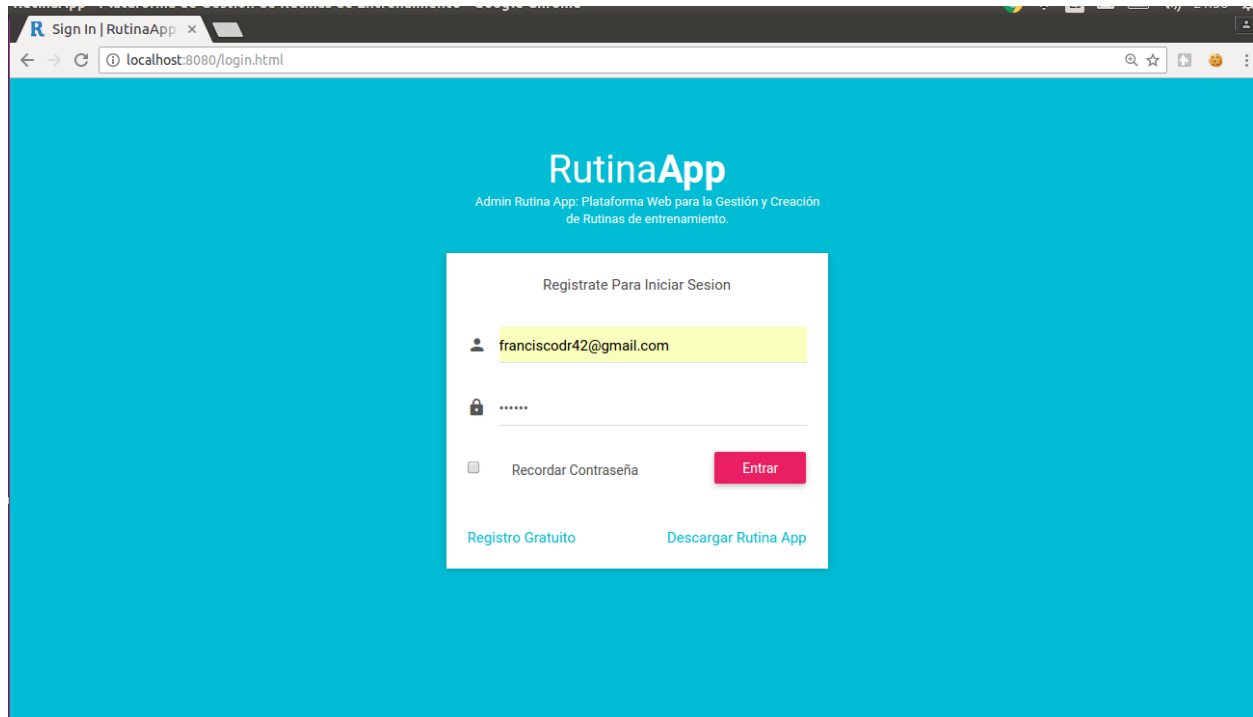 Sign In | RutinaApp
localhost:8080/login.html
RutinaApp
Admin Rutina App: Plataforma Web para la Gestión y Creación
de Rutinas de entrenamiento.
Registrate Para Iniciar Sesion
franciscodr42@gmail.com
••••••
Recordar Contraseña
Entrar
Registro Gratuito
Descargar Rutina App